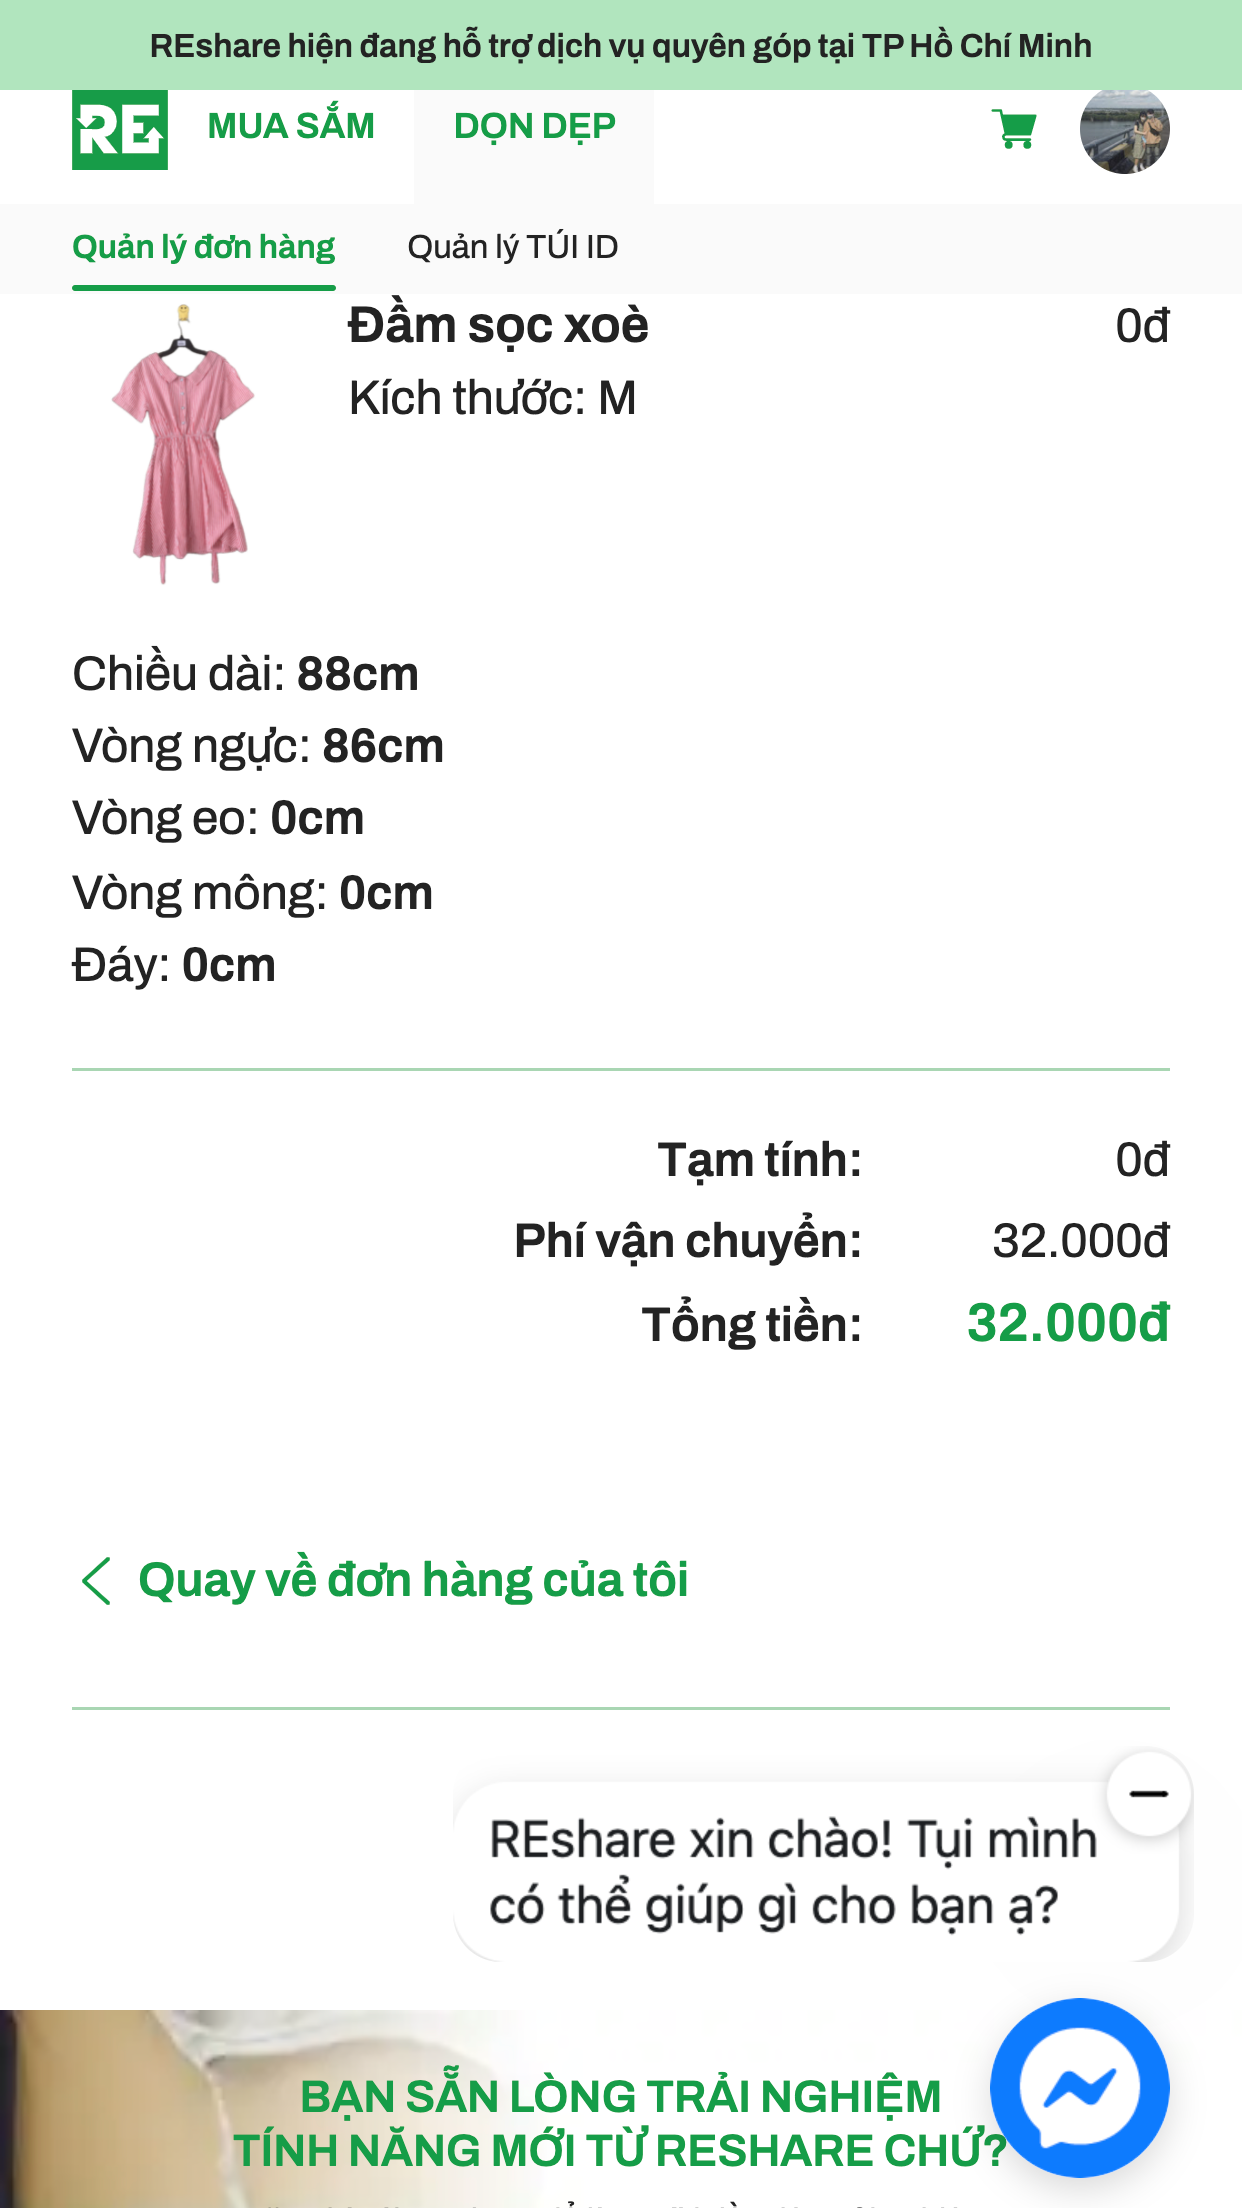 REshare hiện đang hỗ trợ dịch vụ quyên góp tại TP Hồ Chí Minh
RE
MUA SẮM
DỌN DẸP
Quản lý đơn hàng
Quản lý TÚI ID
Đầm sọc xoè
0đ
Kích thước: M
Chiều dài: 88cm
Vòng ngực: 86cm
Vòng eo: 0cm
Vòng mông: 0cm
Đáy: 0cm
Tạm tính: 0đ
Phí vận chuyển: 32.000đ
Tổng tiền: 32.000đ
Quay về đơn hàng của tôi
REshare xin chào! Tụi mình
có thể giúp gì cho bạn ạ?
BẠN SẴN LÒNG TRẢI NGHIỆM
TÍNH NĂNG MỚI TỪ RESHARE CHỨ?